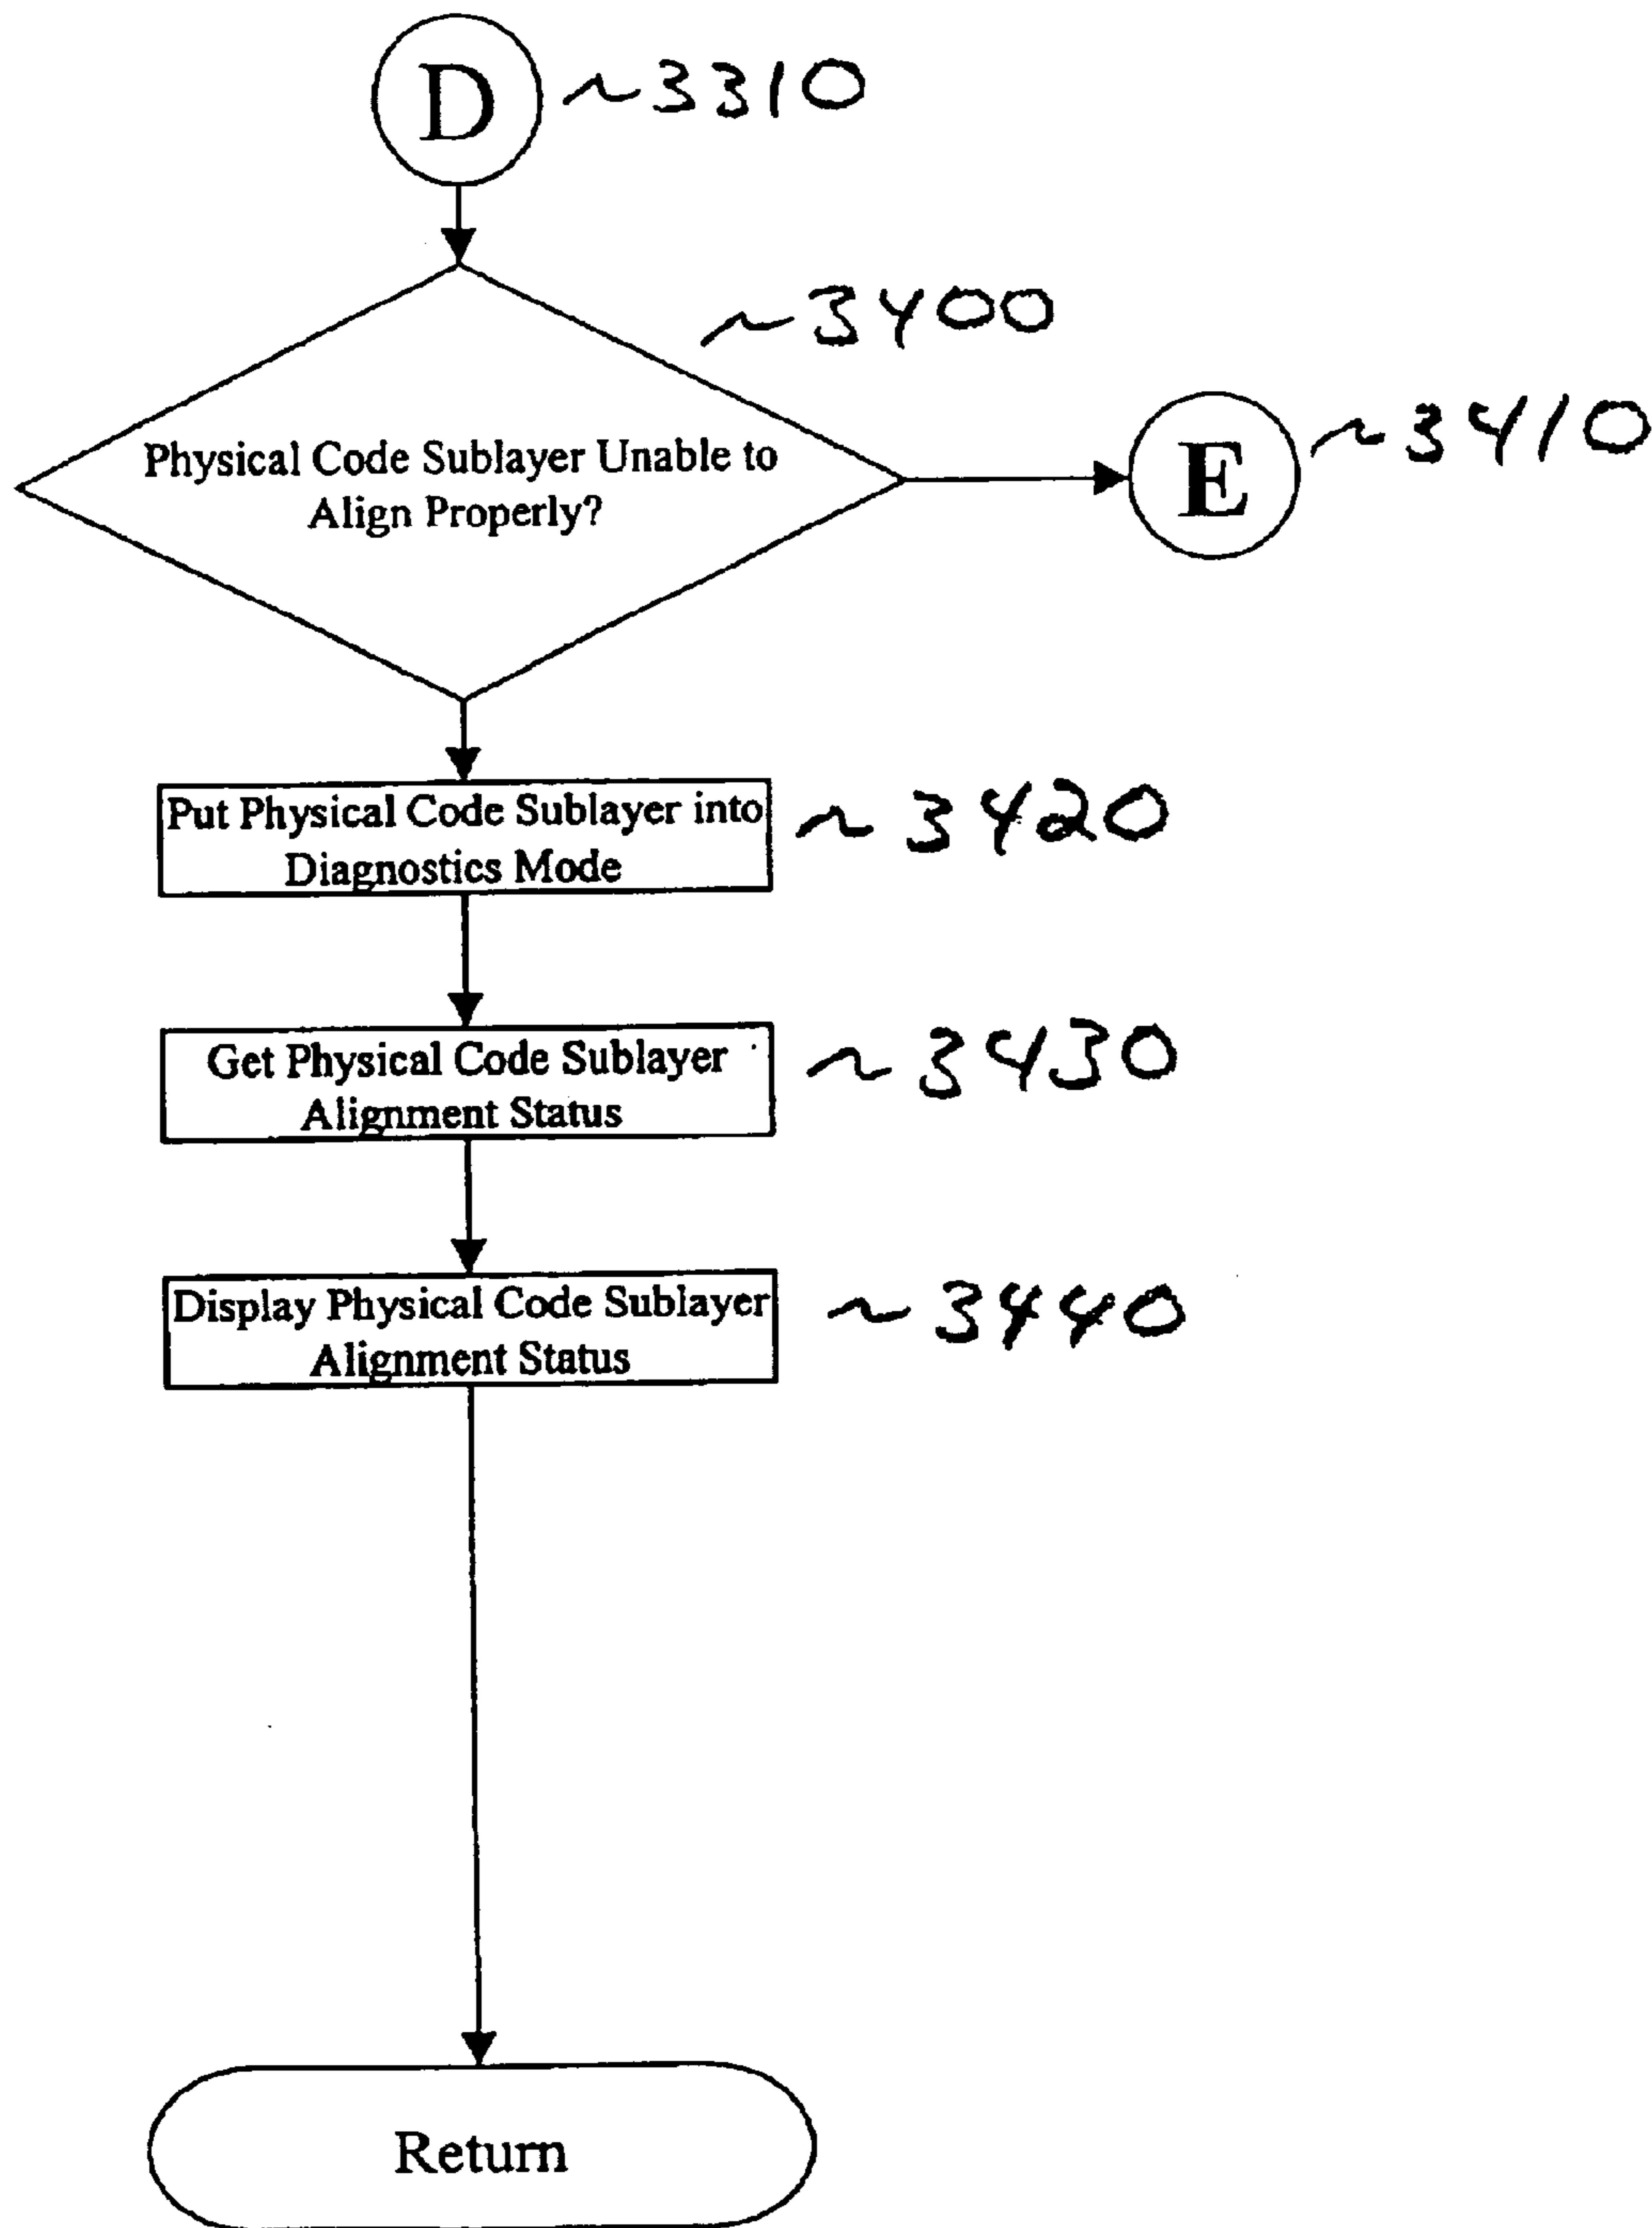 D ~3310
~3400
Physical Code Sublayer Unable to
Align Properly?
E ~3410
Put Physical Code Sublayer into
Diagnostics Mode
~3420
Get Physical Code Sublayer
Alignment Status
~3430
Display Physical Code Sublayer
Alignment Status
~3440
Return